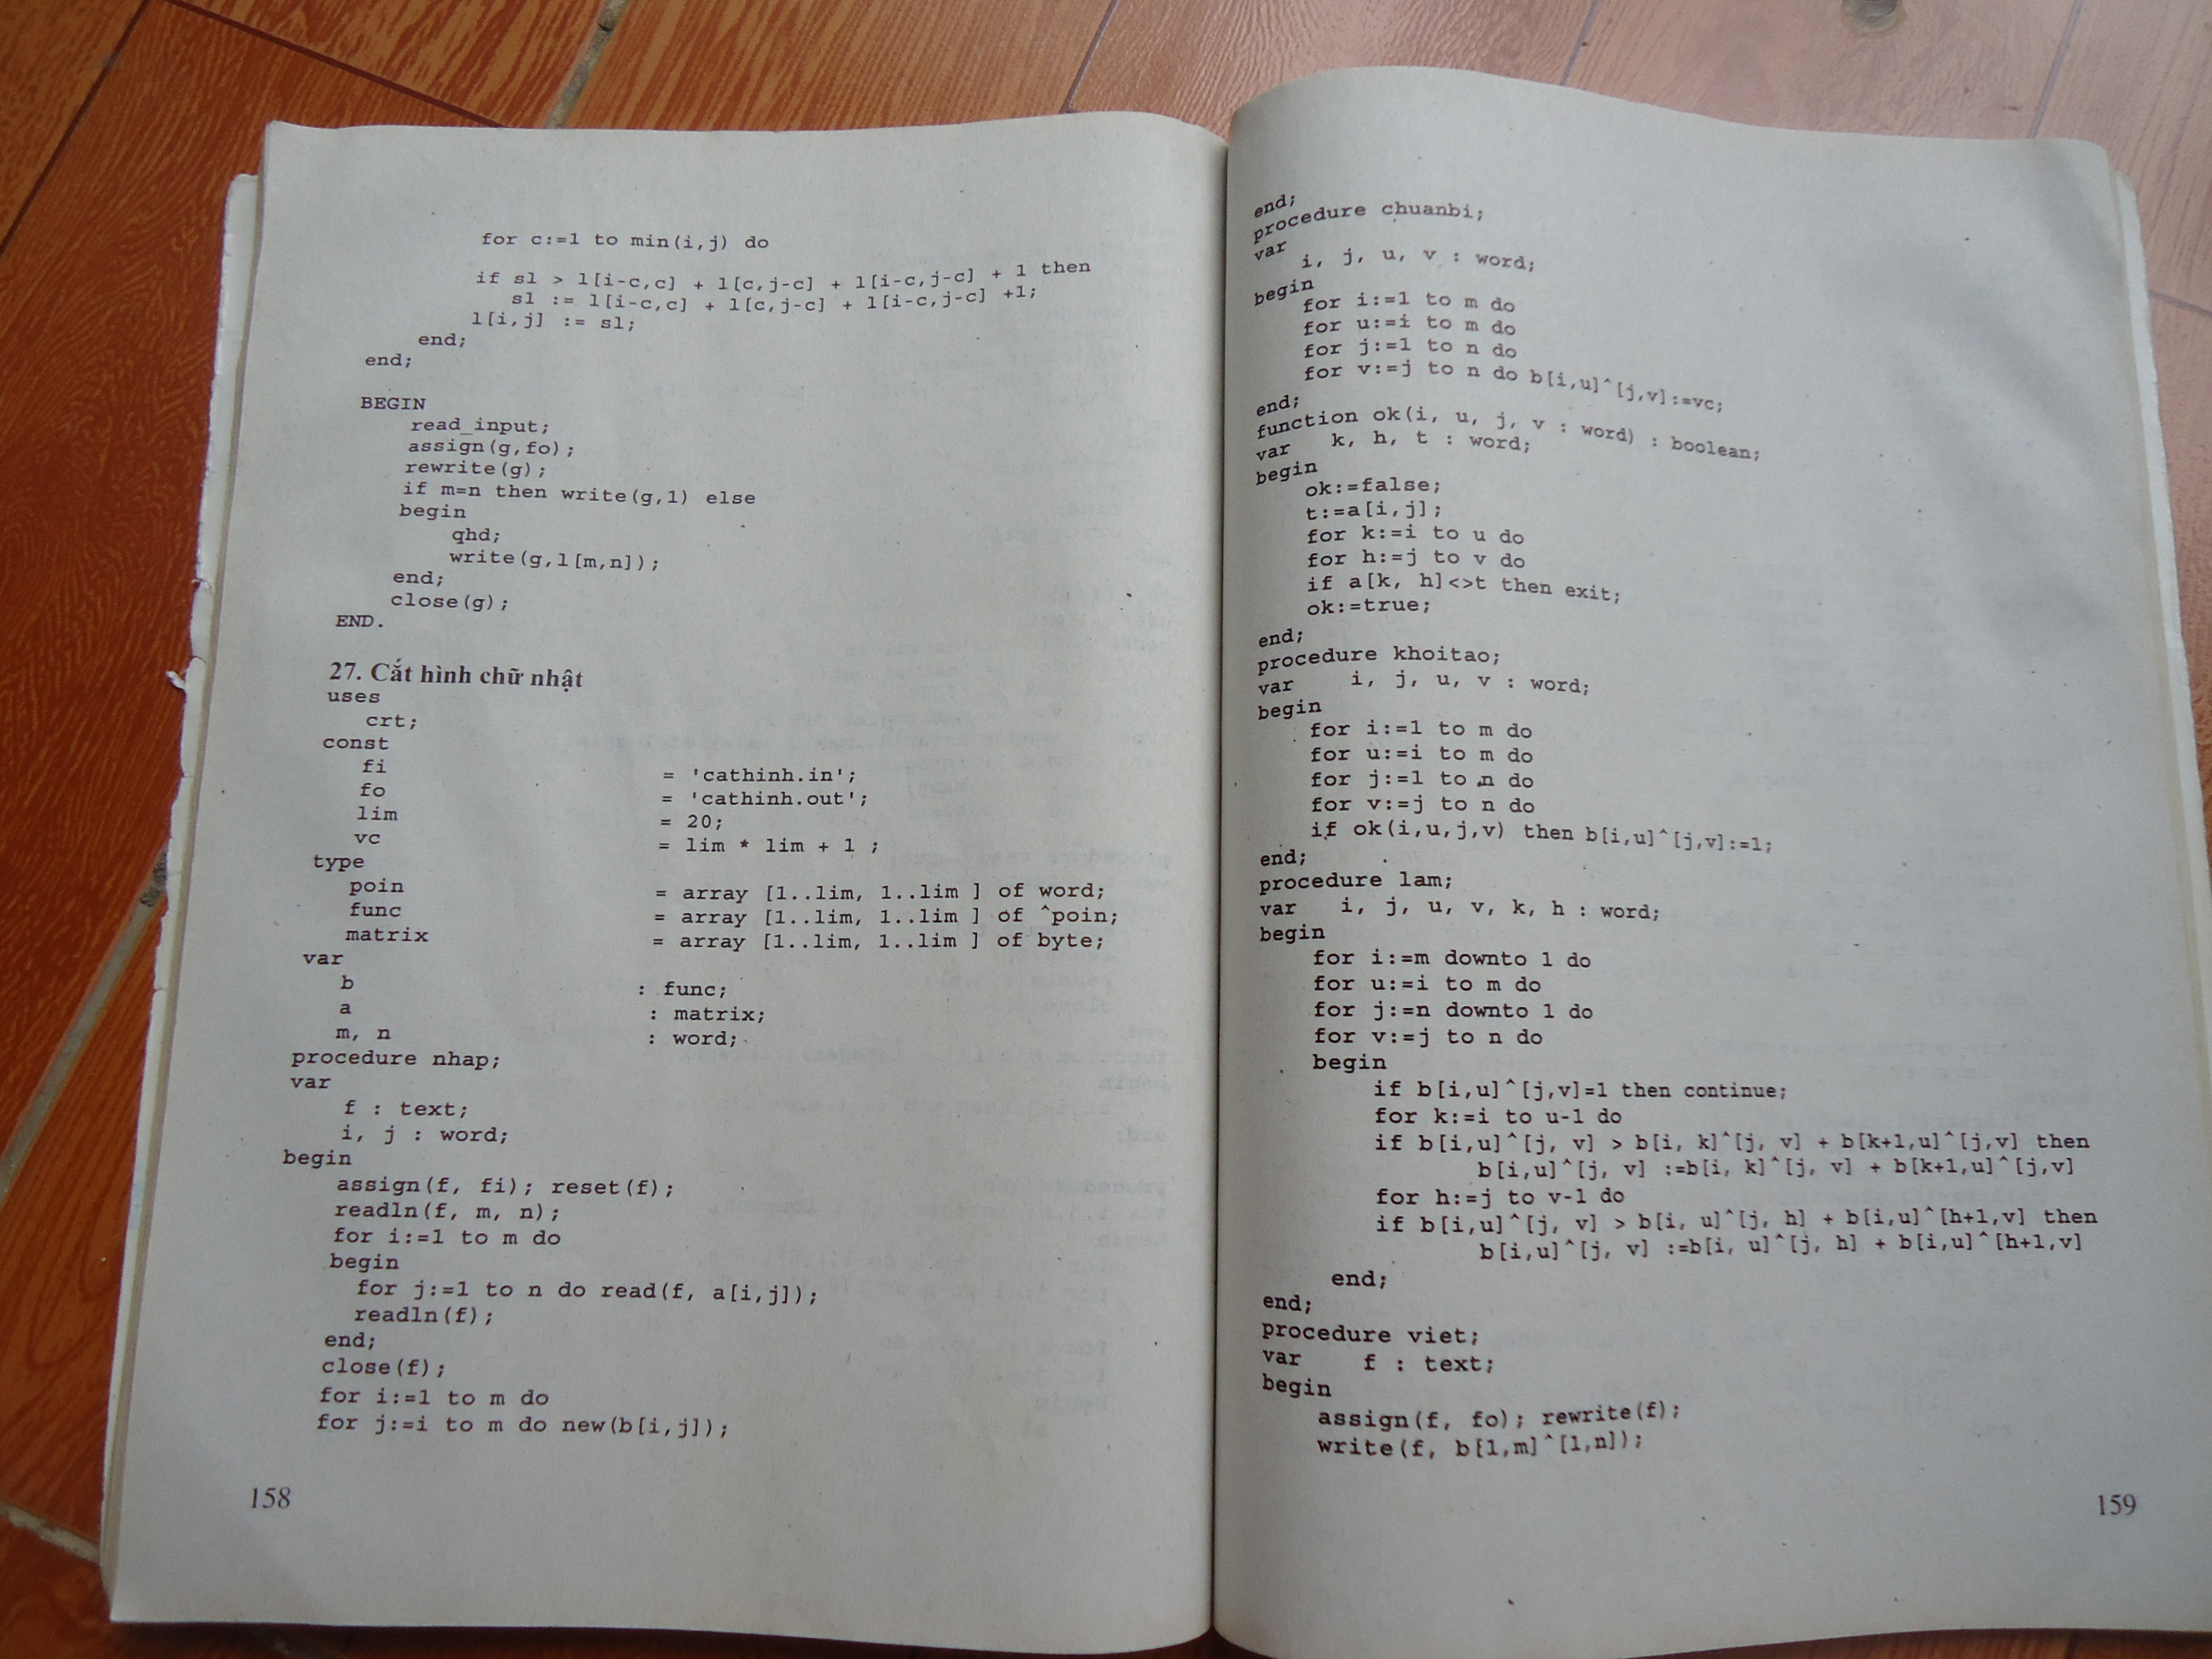 for c:=1 to min(i,j) do
if sl > l[i-c,c] + l[c,j-c] + l[i-c,j-c] + 1 then
sl := l[i-c,c] + l[c,j-c] + l[i-c,j-c] +1;
l[i,j] := sl;
end;
end;
BEGIN
read_input;
assign(g,fo);
rewrite(g);
if m=n then write(g,1) else
begin
qhd;
write(g,l[m,n]);
end;
close(g);
END.
27. Cắt hình chữ nhật
uses
crt;
const
fi = 'cathinh.in';
fo = 'cathinh.out';
lim = 20;
vc = lim * lim + 1 ;
type
poin = array [1..lim, 1..lim ] of word;
func = array [1..lim, 1..lim ] of ^poin;
matrix = array [1..lim, 1..lim ] of byte;
var
b : func;
a : matrix;
m, n : word;
procedure nhap;
var
f : text;
i, j : word;
begin
assign(f, fi); reset(f);
readln(f, m, n);
for i:=1 to m do
begin
for j:=1 to n do read(f, a[i,j]);
readln(f);
end;
close(f);
for i:=1 to m do
for j:=i to m do new(b[i,j]);
158
end;
procedure chuanbi;
var
i, j, u, v : word;
begin
for i:=1 to m do
for u:=i to m do
for j:=1 to n do
for v:=j to n do b[i,u]^[j,v]:=vc;
end;
function ok(i, u, j, v : word) : boolean;
var k, h, t : word;
begin
ok:=false;
t:=a[i,j];
for k:=i to u do
for h:=j to v do
if a[k, h]<>t then exit;
ok:=true;
end;
procedure khoitao;
var i, j, u, v : word;
begin
for i:=1 to m do
for u:=i to m do
for j:=1 to n do
for v:=j to n do
if ok(i,u,j,v) then b[i,u]^[j,v]:=1;
end;
procedure lam;
var i, j, u, v, k, h : word;
begin
for i:=m downto 1 do
for u:=i to m do
for j:=n downto 1 do
for v:=j to n do
begin
if b[i,u]^[j,v]=1 then continue;
for k:=i to u-1 do
if b[i,u]^[j, v] > b[i, k]^[j, v] + b[k+1,u]^[j,v] then
b[i,u]^[j, v] :=b[i, k]^[j, v] + b[k+1,u]^[j,v]
for h:=j to v-1 do
if b[i,u]^[j, v] > b[i, u]^[j, h] + b[i,u]^[h+1,v] then
b[i,u]^[j, v] :=b[i, u]^[j, h] + b[i,u]^[h+1,v]
end;
end;
procedure viet;
var f : text;
begin
assign(f, fo); rewrite(f);
write(f, b[1,m]^[1,n]);
159